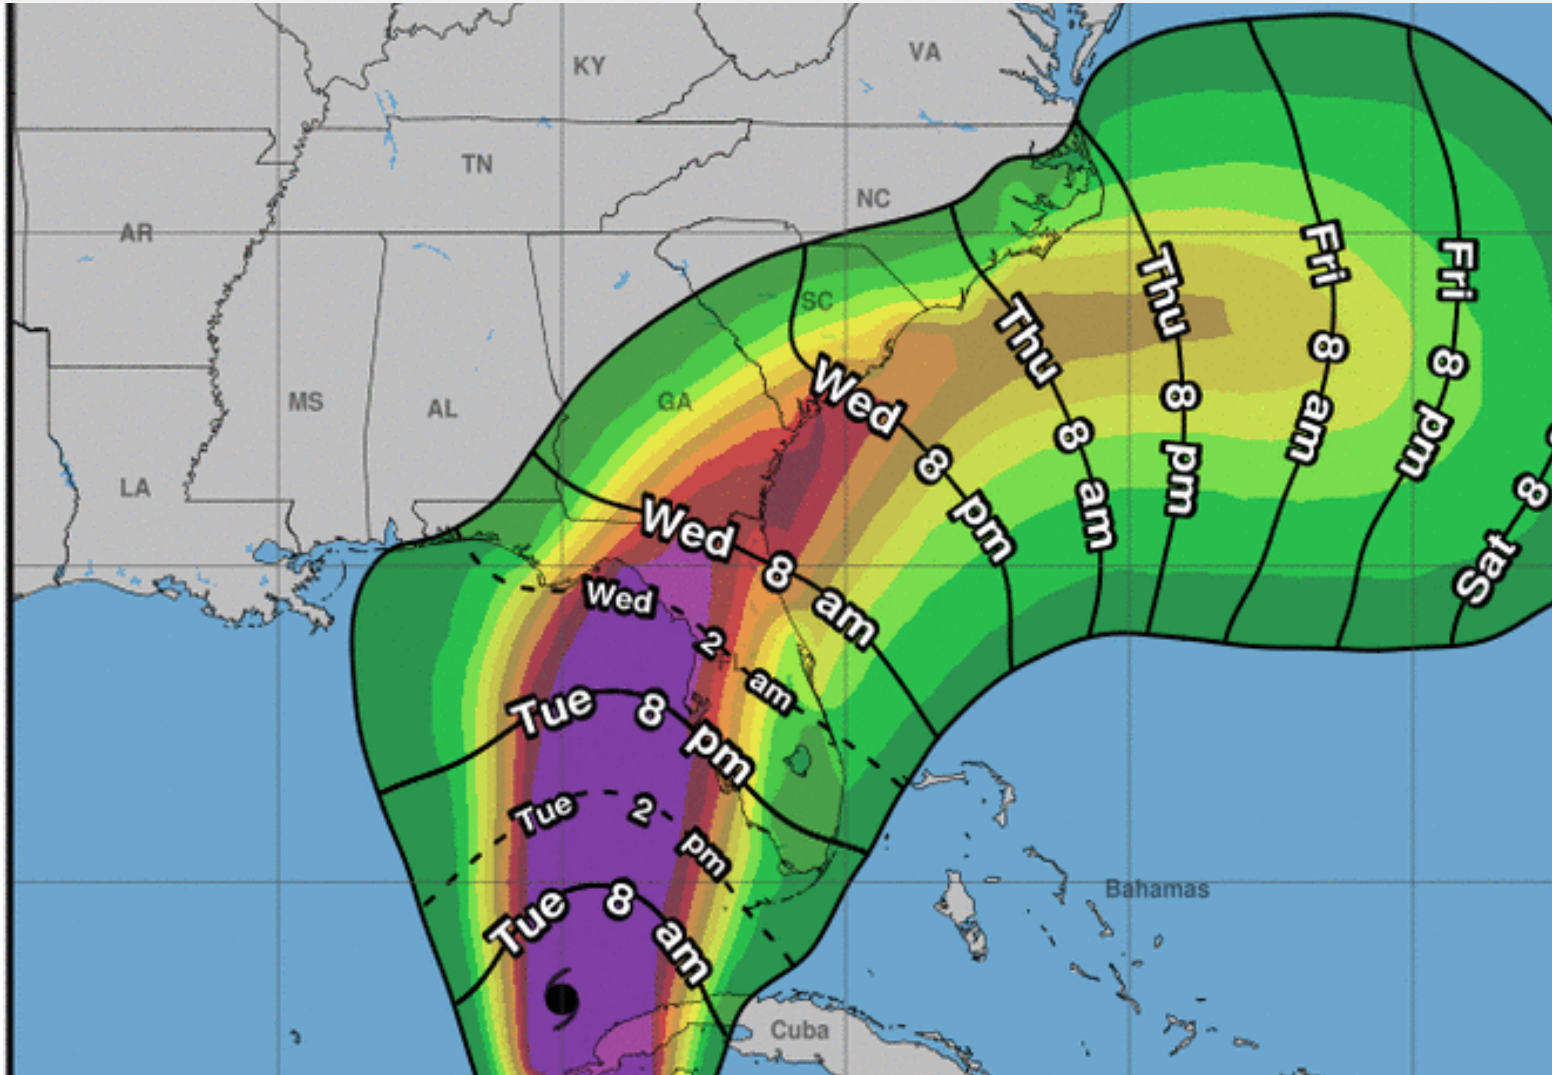 KY
VA
TN
NC
AR
SC
MS
AL
GA
LA
Fri 8 am
Fri 8 pm
Thu 8 pm
Thu 8 am
Wed 8 pm
Sat 8
Wed 8 am
Wed 2 am
Tue 8 pm
Tue 2 pm
Tue 8 am
Bahamas
Cuba